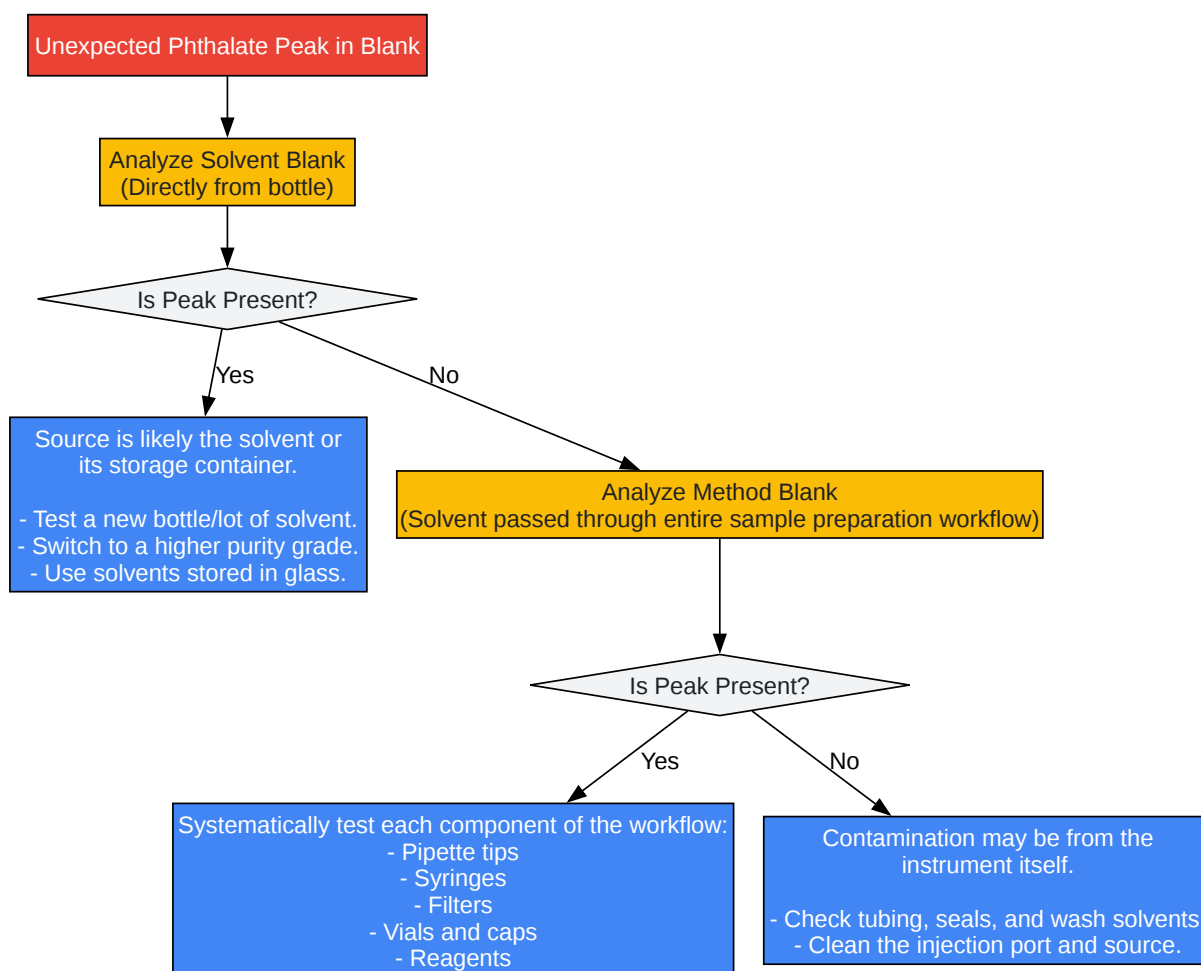 Unexpected Phthalate Peak in Blank
Analyze Solvent Blank
(Directly from bottle)
Is Peak Present?
Yes
No
Source is likely the solvent or
its storage container.
- Test a new bottle/lot of solvent.
- Switch to a higher purity grade.
- Use solvents stored in glass.
Analyze Method Blank
(Solvent passed through entire sample preparation workflow)
Is Peak Present?
Yes
No
Systematically test each component of the workflow:
- Pipette tips
- Syringes
- Filters
- Vials and caps
- Reagents
Contamination may be from the
instrument itself.
- Check tubing, seals, and wash solvents
- Clean the injection port and source.